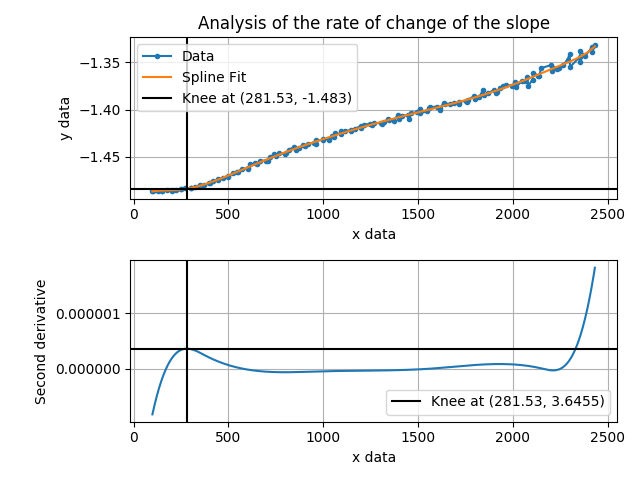 Analysis of the rate of change of the slope
Data
Spline Fit
Knee at (281.53, -1.483)
−1.35
−1.40
−1.45
y data
0 500 1000 1500 2000 2500
x data
0.000001
0.000000
Second derivative
Knee at (281.53, 3.6455)
0 500 1000 1500 2000 2500
x data